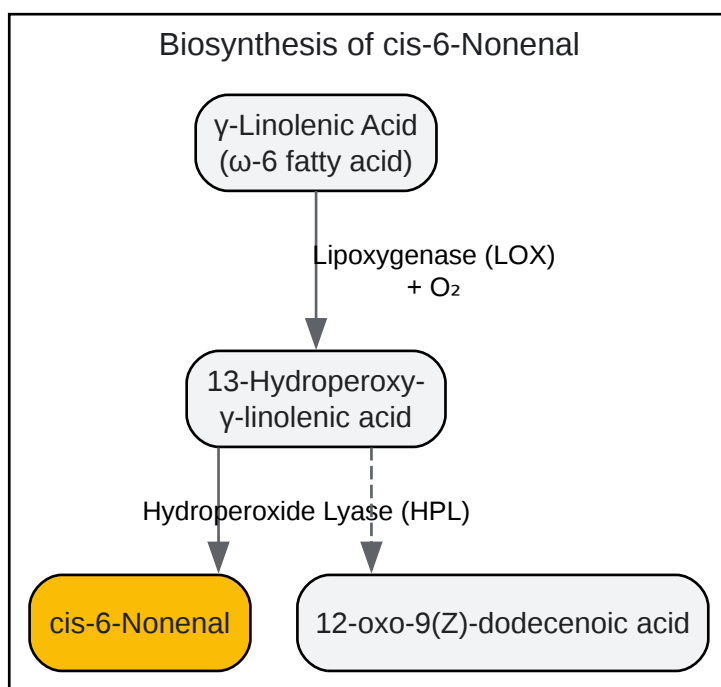 Biosynthesis of cis-6-Nonenal
γ-Linolenic Acid
(ω-6 fatty acid)
Lipoxygenase (LOX)
+ O₂
13-Hydroperoxy-
γ-linolenic acid
Hydroperoxide Lyase (HPL)
cis-6-Nonenal
12-oxo-9(Z)-dodecenoic acid